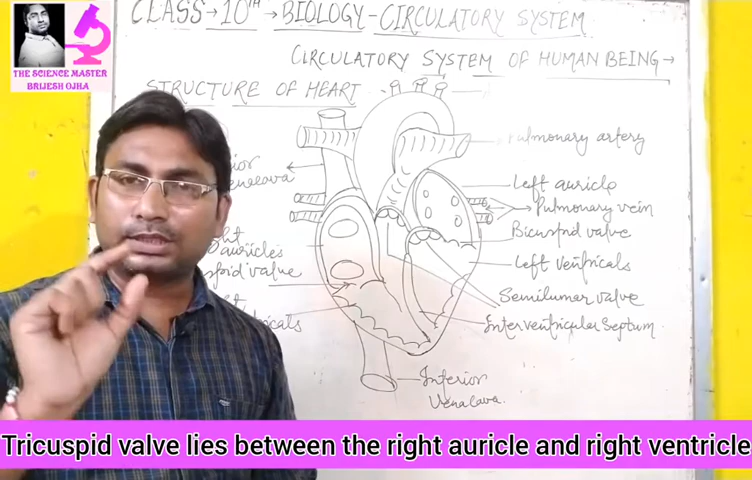 CLASS → 10TH → BIOLOGY - CIRCULATORY SYSTEM
THE SCIENCE MASTER
BRIJESH OJHA
CIRCULATORY SYSTEM OF HUMAN BEING →
STRUCTURE OF HEART
Pulmonary artery
Left auricle
Pulmonary vein
Bicuspid valve
auricles
Left ventricals
Semilunar valve
Interventricular Septum
Inferior
Venacava
Tricuspid valve lies between the right auricle and right ventricle